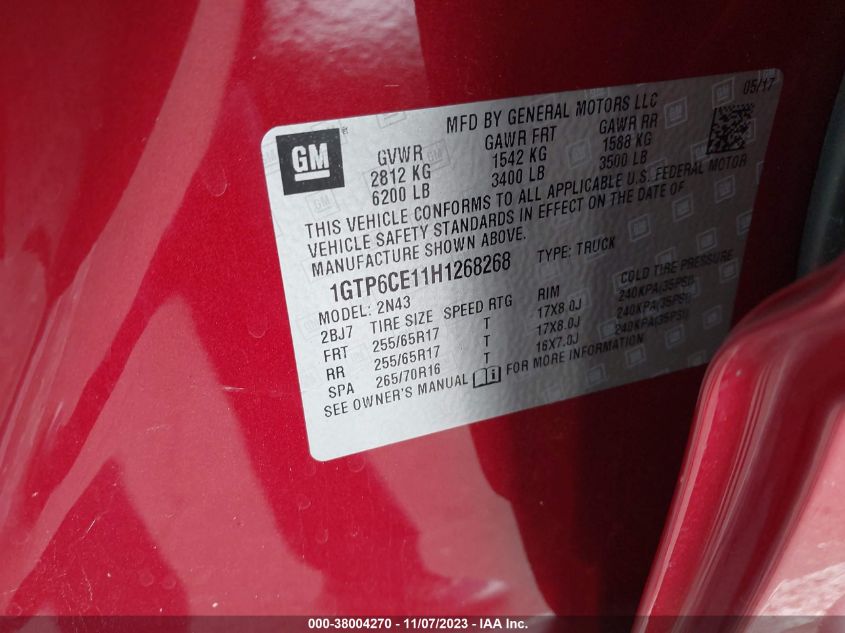 05/17
MFD BY GENERAL MOTORS LLC
GM
GVWR GAWR FRT GAWR RR
2812 KG 1542 KG 1588 KG
6200 LB 3400 LB 3500 LB
THIS VEHICLE CONFORMS TO ALL APPLICABLE U.S. FEDERAL MOTOR
VEHICLE SAFETY STANDARDS IN EFFECT ON THE DATE OF
MANUFACTURE SHOWN ABOVE.
1GTP6CE11H1268268 TYPE: TRUCK
MODEL: 2N43
2BJ7 TIRE SIZE SPEED RTG RIM COLD TIRE PRESSURE
FRT 255/65R17 T 17X8.0J 240KPA(35PSI)
RR 255/65R17 T 17X8.0J 240KPA(35PSI)
SPA 265/70R16 T 16X7.0J 240KPA(35PSI)
SEE OWNER'S MANUAL FOR MORE INFORMATION
000-38004270 - 11/07/2023 - IAA Inc.